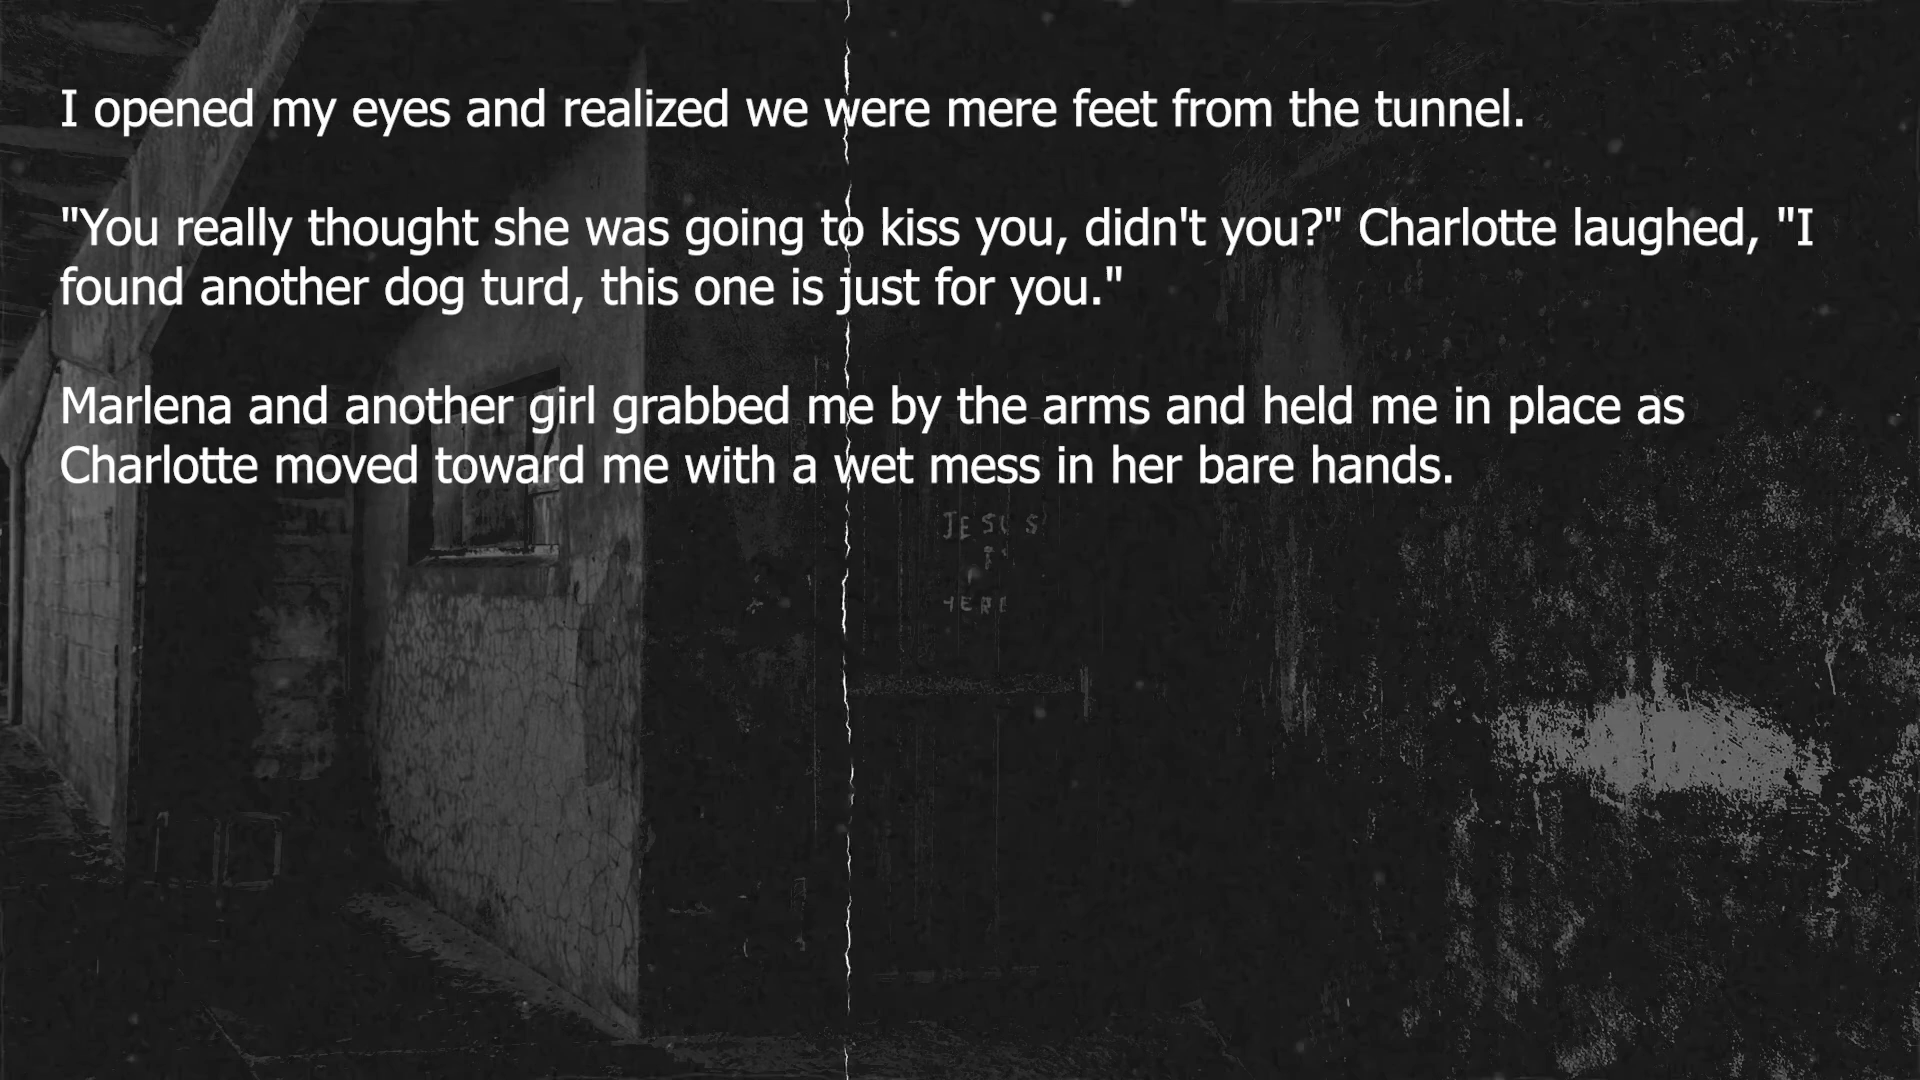 I opened my eyes and realized we were mere feet from the tunnel.
"You really thought she was going to kiss you, didn't you?" Charlotte laughed, "I
found another dog turd, this one is just for you."
Marlena and another girl grabbed me by the arms and held me in place as
Charlotte moved toward me with a wet mess in her bare hands.
JESUS